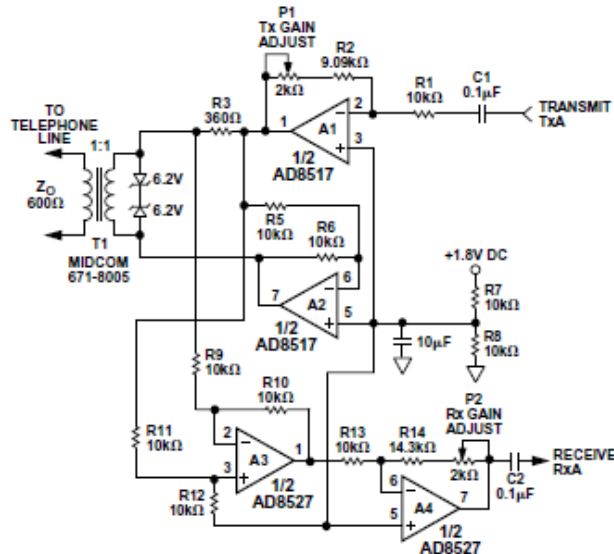 P1
Tx GAIN
ADJUST
2kΩ
R2
9.09kΩ
R1
10kΩ
C1
0.1µF
TRANSMIT
TxA
TO
TELEPHONE
LINE
1:1
ZO
600Ω
T1
MIDCOM
671-8005
6.2V
6.2V
R3
360Ω
1
A1
2
3
1/2
AD8517
R5
10kΩ
R6
10kΩ
7
A2
6
5
1/2
AD8517
+1.8V DC
R7
10kΩ
R8
10kΩ
10µF
R9
10kΩ
R10
10kΩ
R11
10kΩ
R12
10kΩ
2
3
A3
1
1/2
AD8527
R13
10kΩ
R14
14.3kΩ
P2
Rx GAIN
ADJUST
2kΩ
6
5
A4
7
1/2
AD8527
C2
0.1µF
RECEIVE
RxA